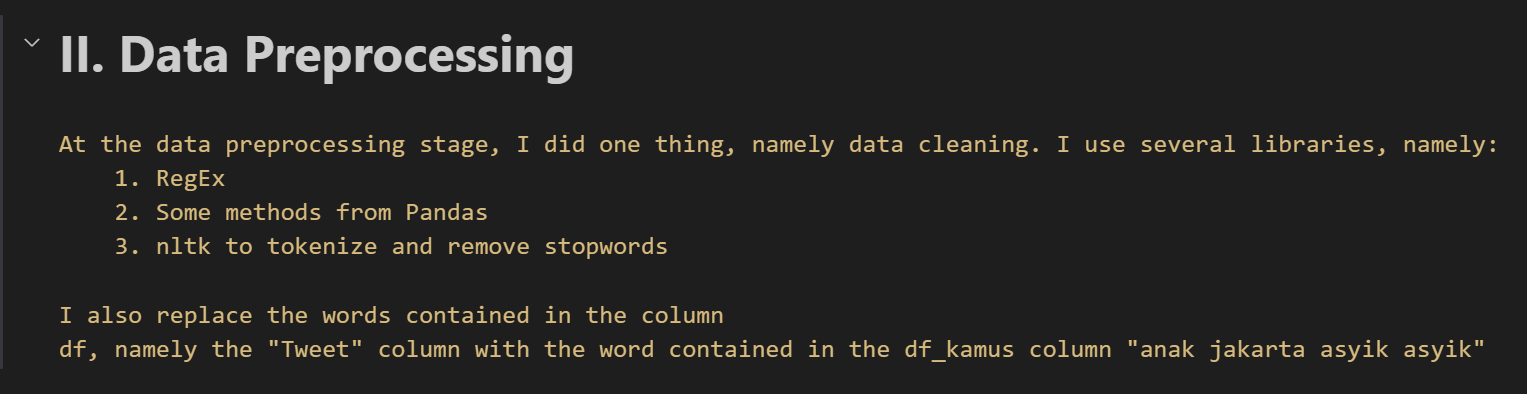 II. Data Preprocessing
At the data preprocessing stage, I did one thing, namely data cleaning. I use several libraries, namely:
1. RegEx
2. Some methods from Pandas
3. nltk to tokenize and remove stopwords
I also replace the words contained in the column
df, namely the "Tweet" column with the word contained in the df_kamus column "anak jakarta asyik asyik"